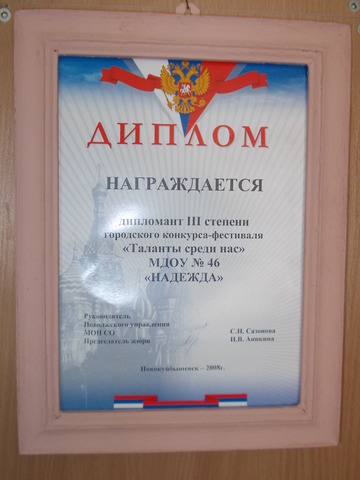 ДИПЛОМ
НАГРАЖДАЕТСЯ
дипломант III степени
городского конкурса-фестиваля
«Таланты среди нас»
МДОУ № 46
«НАДЕЖДА»
Руководитель
Поволжского управления
МОН СО С.Н. Сазонова
Председатель жюри Н.В. Аникина
Новокуйбышевск – 2008г.